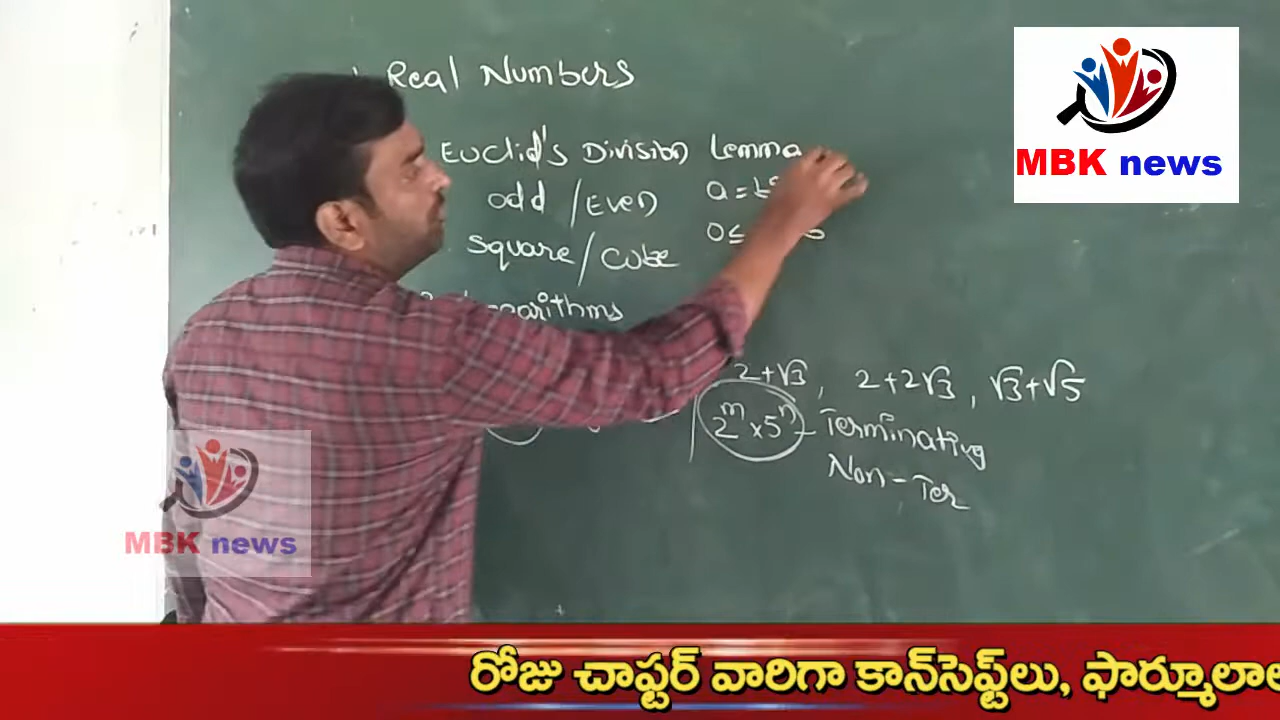 Real Numbers
Euclid's Division Lemma
a =
odd / Even
0≤
square / cube
2+√3, 2+2√3, √3+√5
2^m × 5^n - Terminating
Non-Ter
MBK news
MBK news
రోజు చాప్టర్ వారిగా కాన్‌సెప్ట్‌లు, ఫార్మూలాల